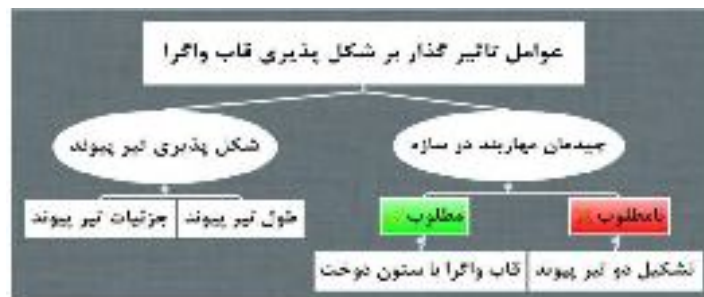 عوامل تاثیر گذار بر شکل پذیری قاب واگرا
چیدمان مهاربند در سازه
شکل پذیری تیر پیوند
نامطلوب
مطلوب
طول تیر پیوند
جزئیات تیر پیوند
تشکیل دو تیر پیوند
قاب واگرا با ستون دوخت